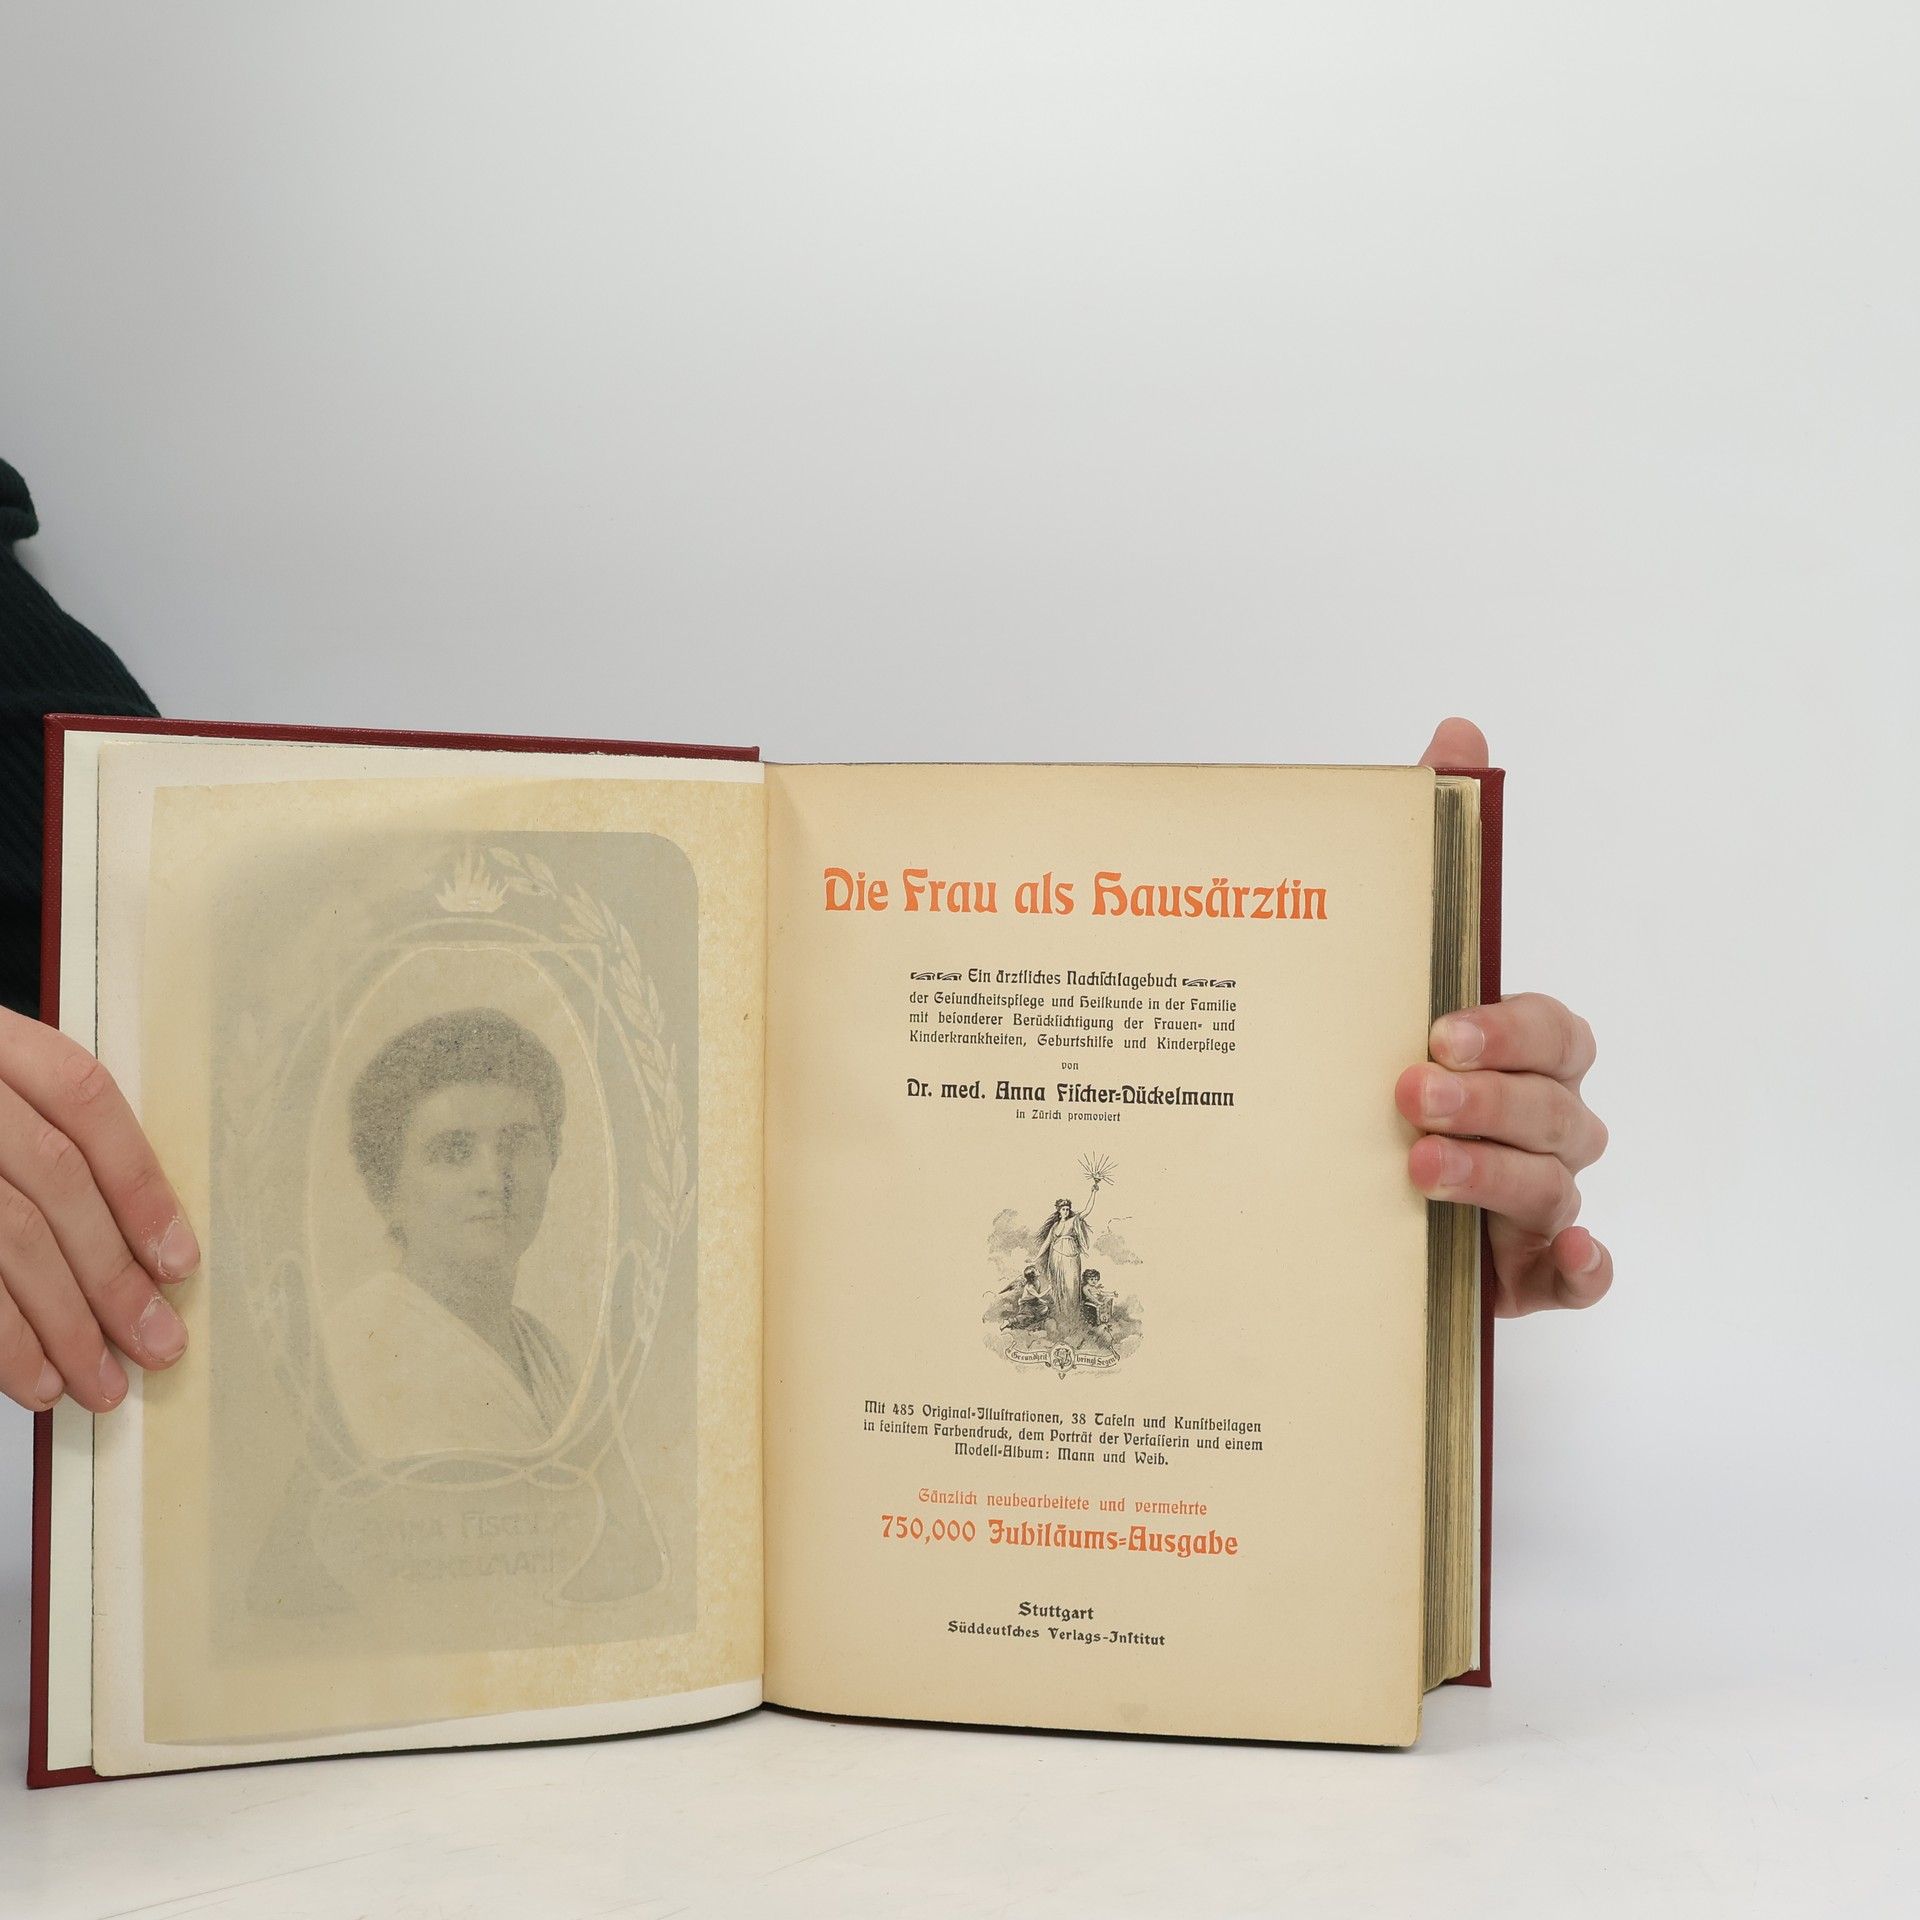 Die Frau als Hausärztin
Ein ärztliches Nachſchlagebuch
der Geſundheitspflege und Heilkunde in der Familie
mit beſonderer Berückſichtigung der Frauen- und
Kinderkrankheiten, Geburtshilfe und Kinderpflege
von
Dr. med. Anna Fiſcher-Dückelmann
in Zürich promoviert
Gesundheit bringt Segen
Mit 485 Original-Illuſtrationen, 38 Tafeln und Kunſtbeilagen
in feinſtem Farbendruck, dem Porträt der Verfaſſerin und einem
Modell-Album: Mann und Weib.
Gänzlich neubearbeitete und vermehrte
750,000 Jubiläums-Ausgabe
Stuttgart
Süddeutſches Verlags-Inſtitut